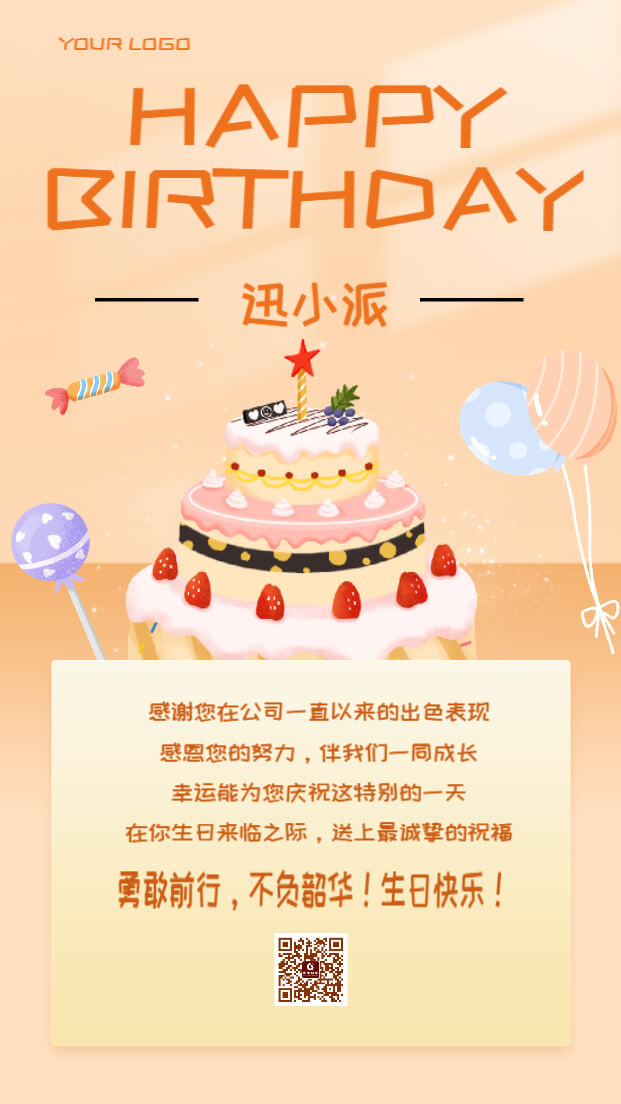 YOUR LOGO
HAPPY
BIRTHDAY
迅小派
感谢您在公司一直以来的出色表现
感恩您的努力，伴我们一同成长
幸运能为您庆祝这特别的一天
在你生日来临之际，送上最诚挚的祝福
勇敢前行，不负韶华！生日快乐！